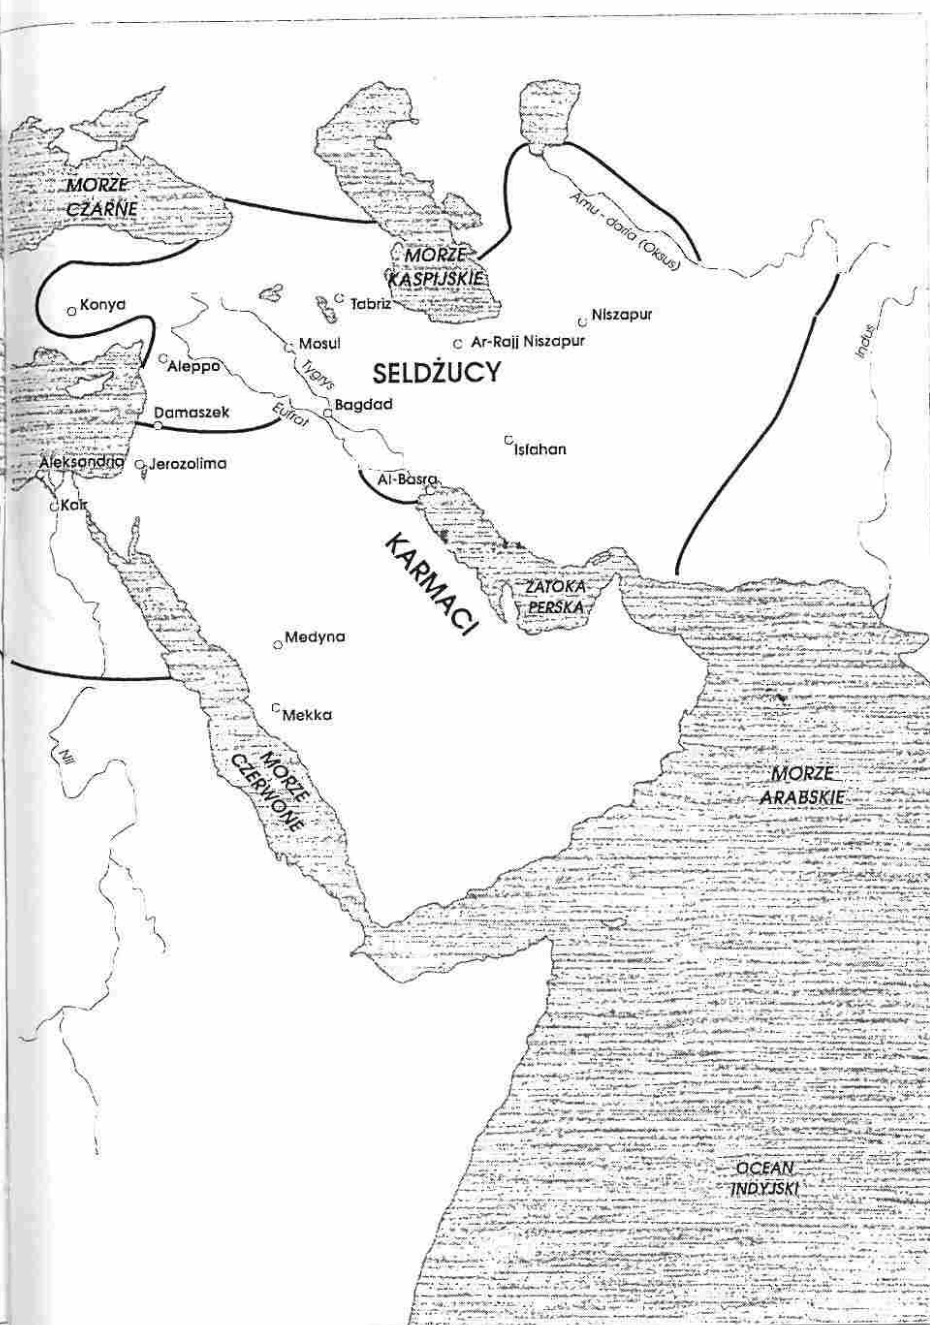 MORZE
CZARNE
Amu - daria (Oksus)
MORZE
KASPIJSKIE
Konya
Tabriz
Niszapur
Indus
Mosul
Ar-Rajj Niszapur
Aleppo
Tygrys
SELDŻUCY
Bagdad
Damaszek
Eufrat
Isfahan
Aleksandria
Jerozolima
Al-Basra
Kair
KARMACI
ZATOKA
PERSKA
Medyna
Mekka
Nil
MORZE
CZERWONE
MORZE
ARABSKIE
OCEAN
INDYJSKI